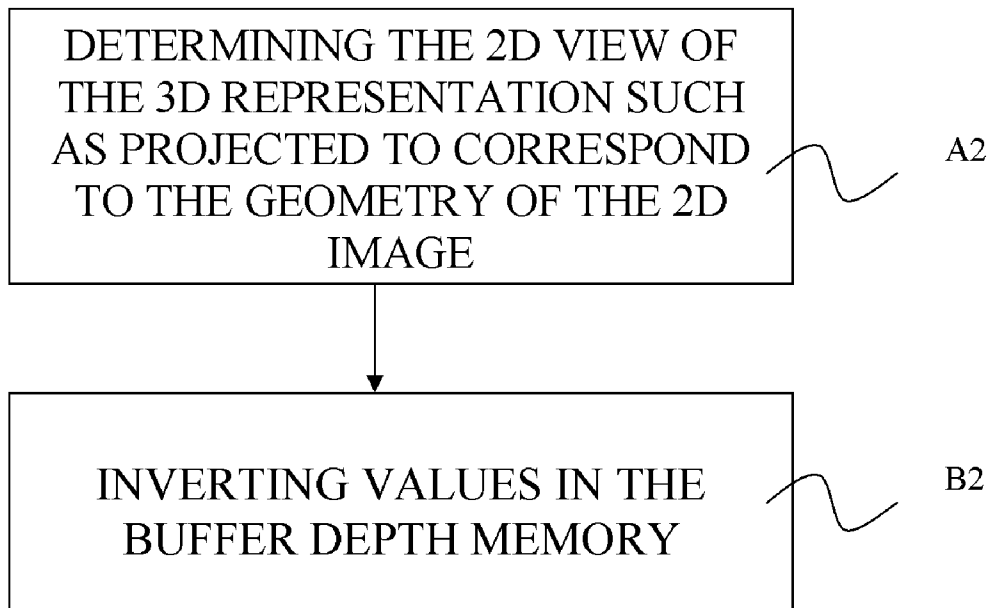 DETERMINING THE 2D VIEW OF
THE 3D REPRESENTATION SUCH
AS PROJECTED TO CORRESPOND
TO THE GEOMETRY OF THE 2D
IMAGE
A2
INVERTING VALUES IN THE
BUFFER DEPTH MEMORY
B2